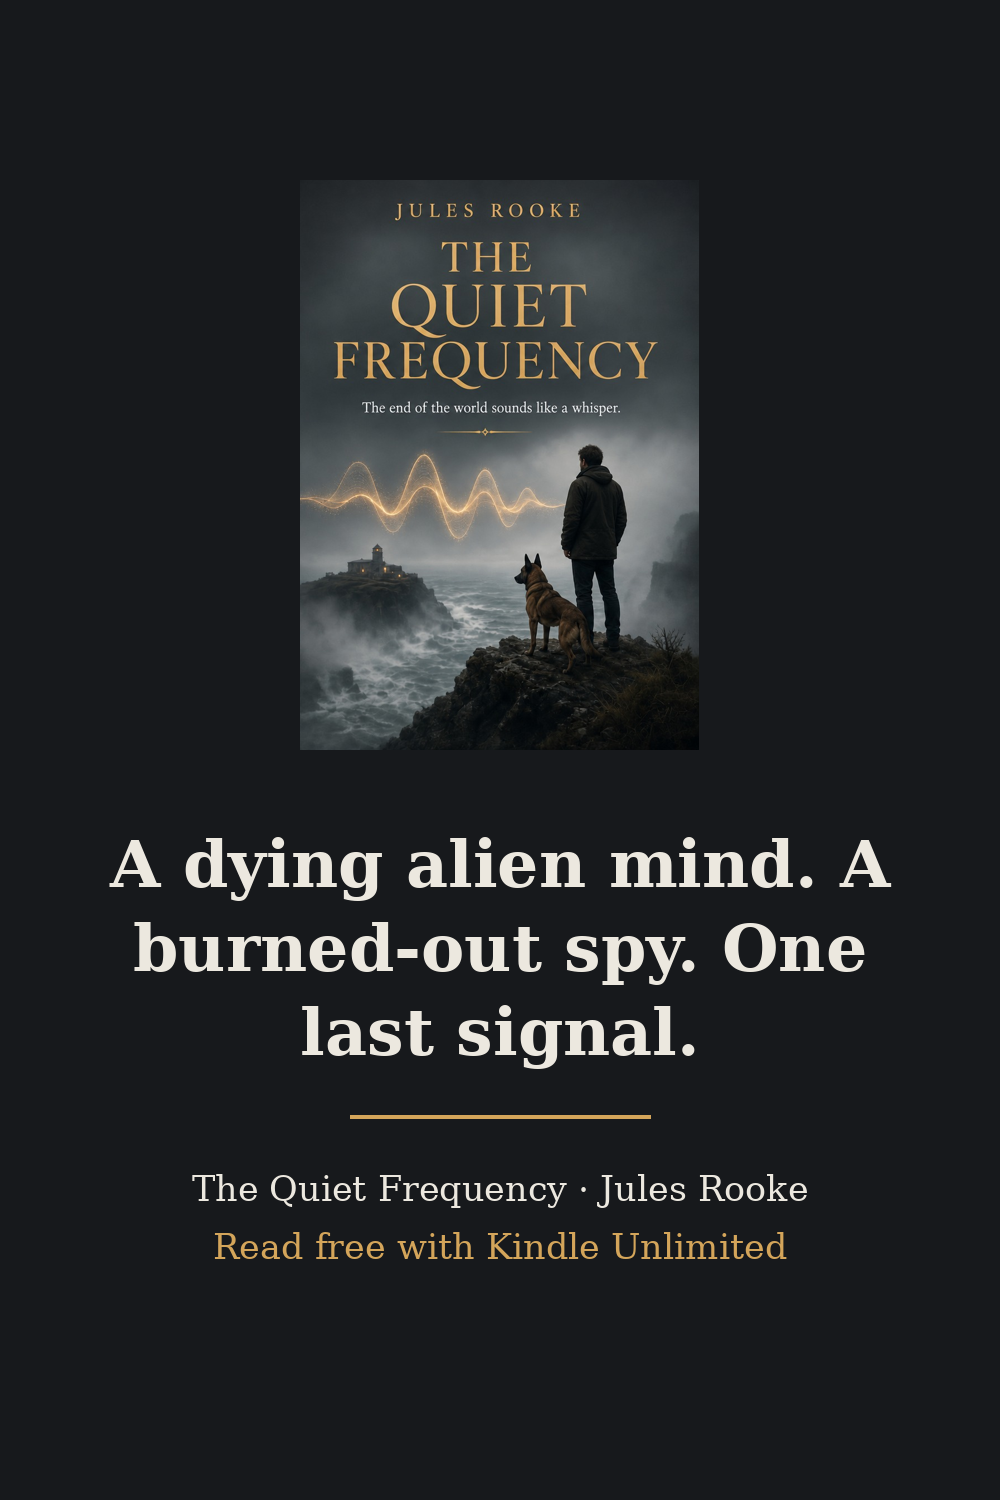 JULES ROOKE
THE
QUIET
FREQUENCY
The end of the world sounds like a whisper.
A dying alien mind. A
burned-out spy. One
last signal.
The Quiet Frequency · Jules Rooke
Read free with Kindle Unlimited